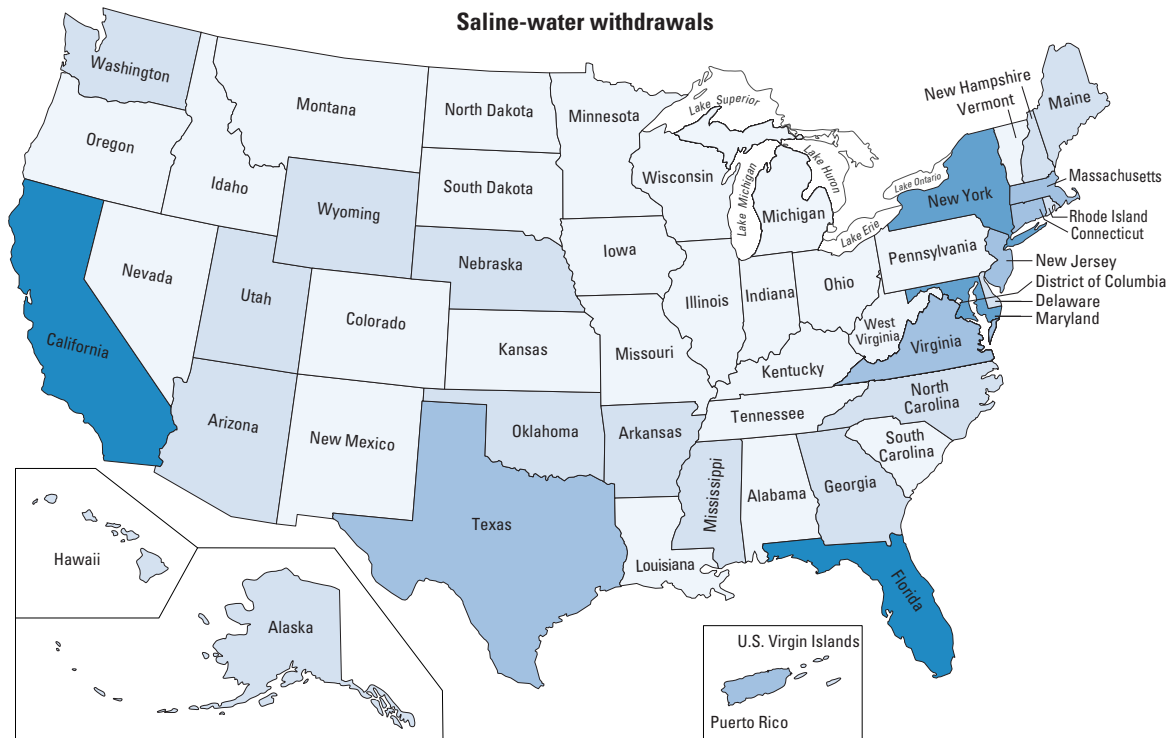 Saline-water withdrawals
Washington
Oregon
California
Nevada
Idaho
Montana
Wyoming
Utah
Arizona
Colorado
New Mexico
North Dakota
South Dakota
Nebraska
Kansas
Oklahoma
Texas
Minnesota
Iowa
Missouri
Arkansas
Louisiana
Wisconsin
Illinois
Michigan
Indiana
Ohio
Kentucky
Tennessee
Mississippi
Alabama
Georgia
Florida
South
Carolina
North
Carolina
Virginia
West
Virginia
Pennsylvania
New York
Lake Superior
Lake Michigan
Lake Huron
Lake Erie
Lake Ontario
New Hampshire
Vermont
Maine
Massachusetts
Rhode Island
Connecticut
New Jersey
District of Columbia
Delaware
Maryland
Hawaii
Alaska
U.S. Virgin Islands
Puerto Rico